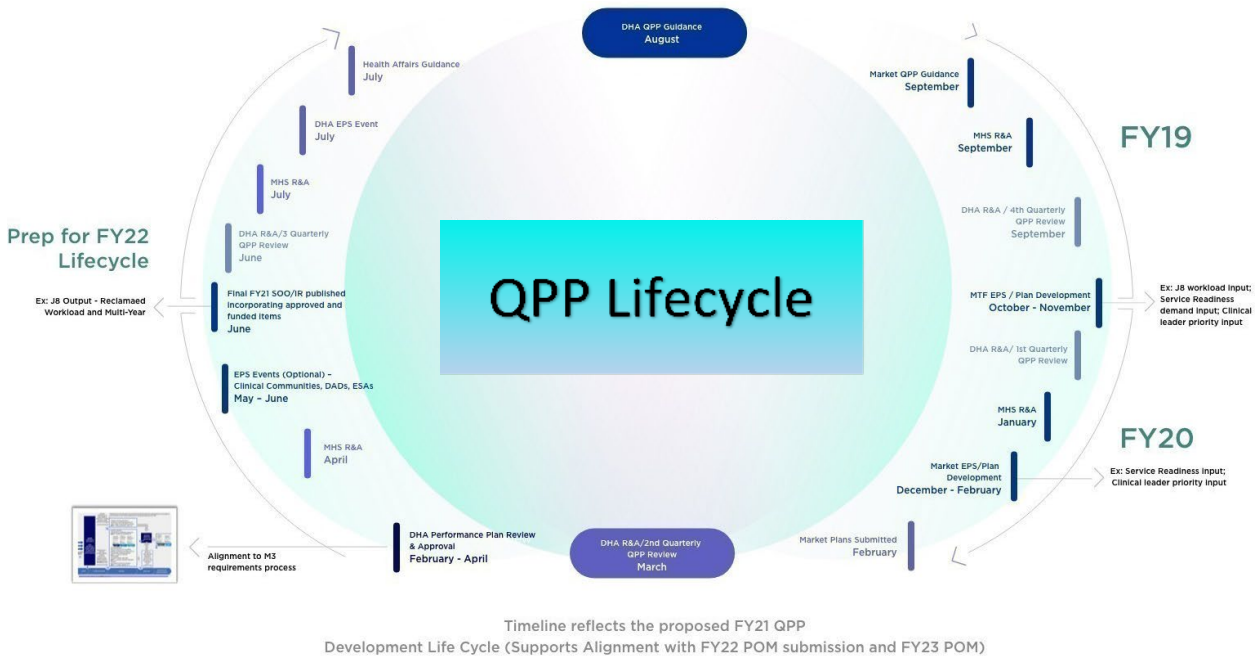 DHA QPP Guidance
August
Market QPP Guidance
September
MHS R&A
September
FY19
DHA R&A / 4th Quarterly
QPP Review
September
MTF EPS / Plan Development
October - November
Ex: J8 workload input;
Service Readiness
demand input; Clinical
leader priority input
DHA R&A/ 1st Quarterly
QPP Review
MHS R&A
January
FY20
Market EPS/Plan
Development
December - February
Ex: Service Readiness input;
Clinical leader priority input
Market Plans Submitted
February
DHA R&A/2nd Quarterly
QPP Review
March
DHA Performance Plan Review
& Approval
February - April
Alignment to M3
requirements process
MHS R&A
April
EPS Events (Optional) –
Clinical Communities, DADs, ESAs
May – June
Final FY21 SOO/IR published
incorporating approved and
funded items
June
Ex: J8 Output - Reclamaed
Workload and Multi-Year
Prep for FY22
Lifecycle
DHA R&A/3 Quarterly
QPP Review
June
MHS R&A
July
DHA EPS Event
July
Health Affairs Guidance
July
QPP Lifecycle
Timeline reflects the proposed FY21 QPP
Development Life Cycle (Supports Alignment with FY22 POM submission and FY23 POM)